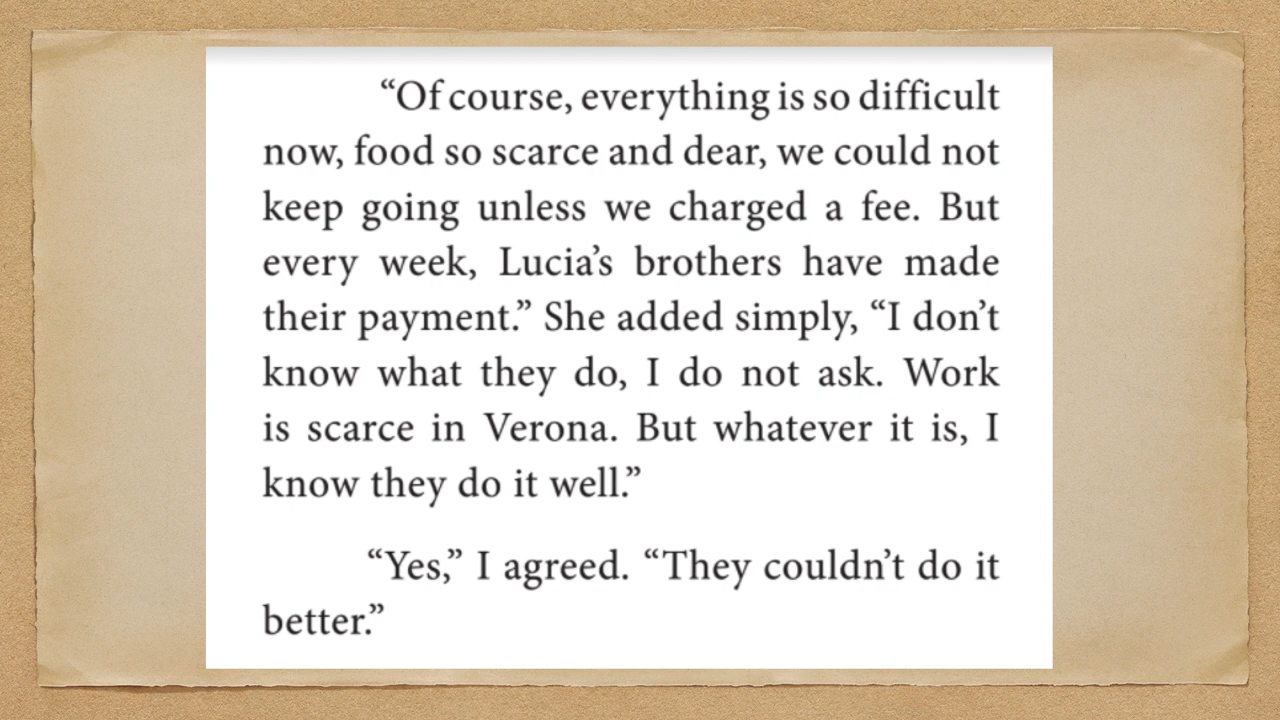 “Of course, everything is so difficult
now, food so scarce and dear, we could not
keep going unless we charged a fee. But
every week, Lucia’s brothers have made
their payment.” She added simply, “I don’t
know what they do, I do not ask. Work
is scarce in Verona. But whatever it is, I
know they do it well.”
“Yes,” I agreed. “They couldn’t do it
better.”